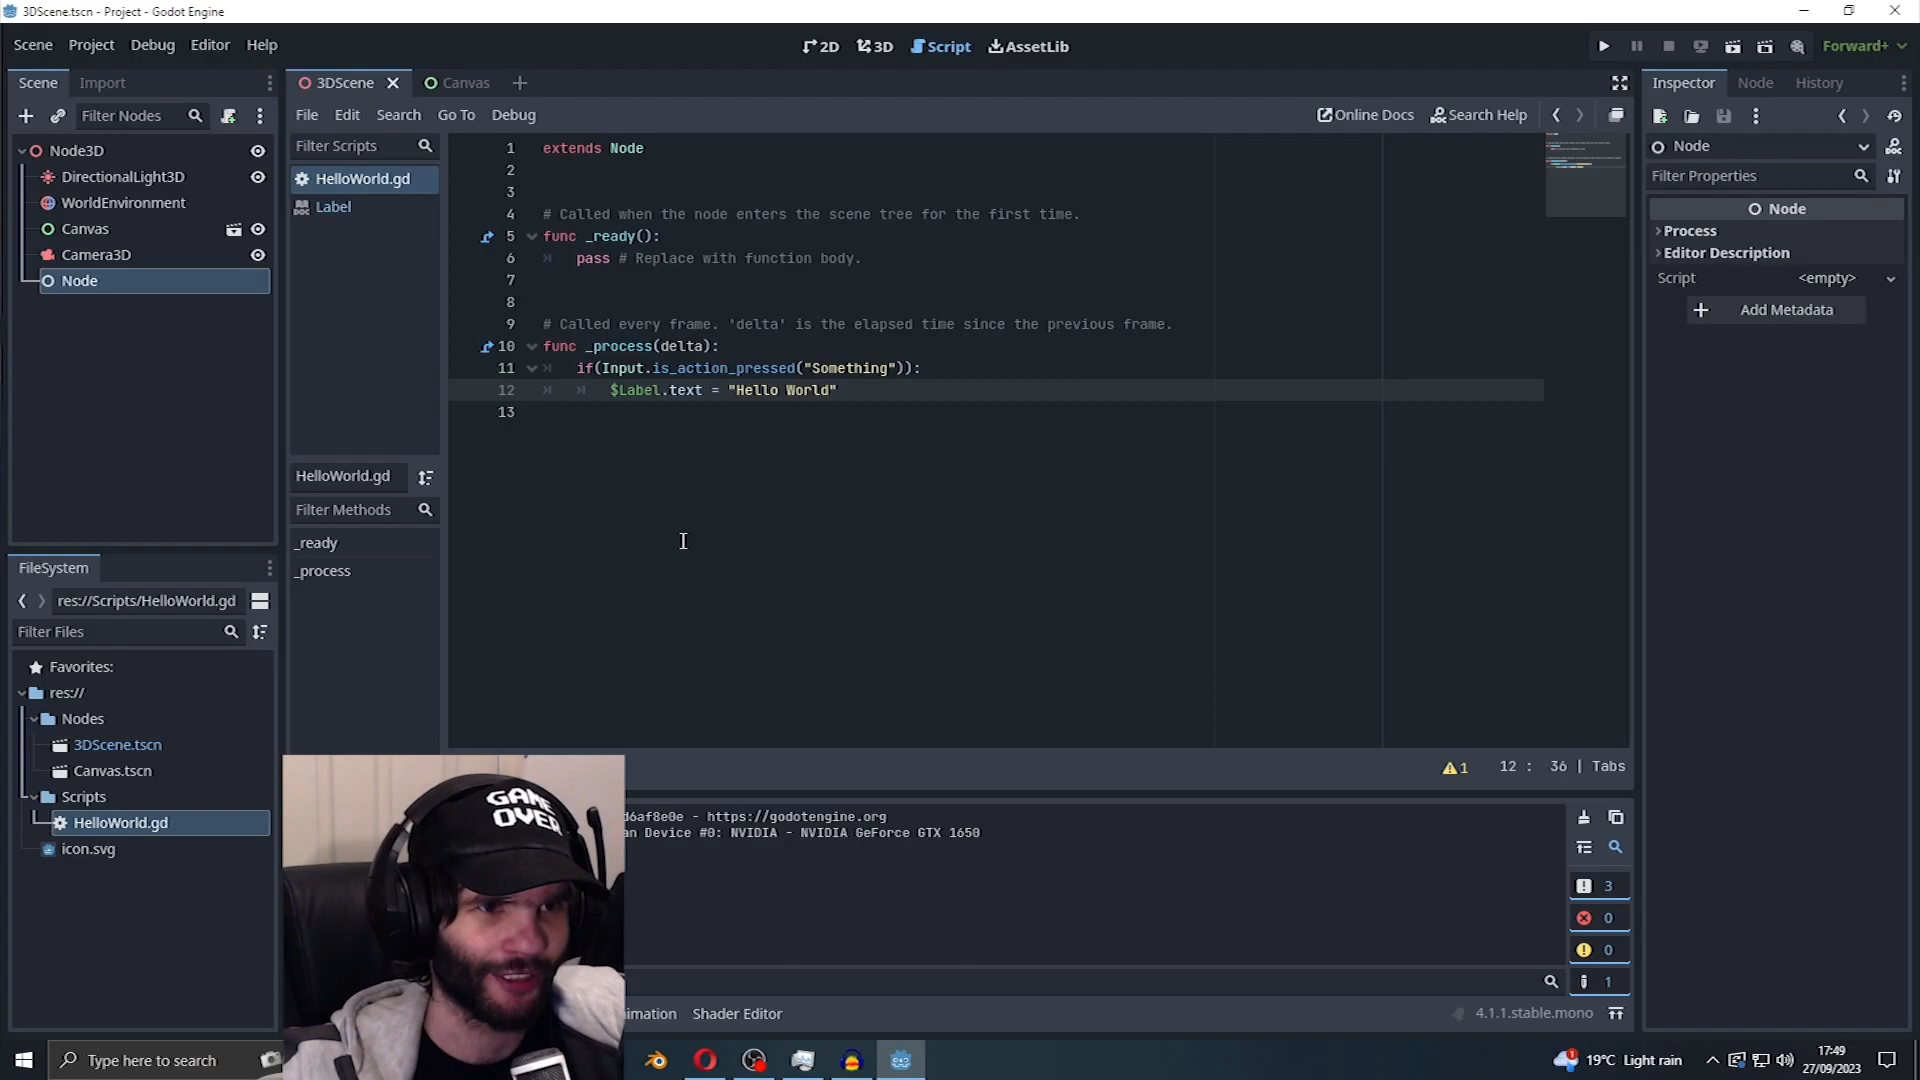 3DScene.tscn - Project - Godot Engine
Scene Project Debug Editor Help
2D 3D Script AssetLib
Forward+
Scene Import
3DScene Canvas
Inspector Node History
Filter Nodes
File Edit Search Go To Debug
Online Docs Search Help
Node3D
DirectionalLight3D
WorldEnvironment
Canvas
Camera3D
Node
Filter Scripts
HelloWorld.gd
Label
HelloWorld.gd
Filter Methods
_ready
_process
1 extends Node
2
3
4 # Called when the node enters the scene tree for the first time.
5 func _ready():
6 pass # Replace with function body.
7
8
9 # Called every frame. 'delta' is the elapsed time since the previous frame.
10 func _process(delta):
11 if(Input.is_action_pressed("Something")):
12 $Label.text = "Hello World"
13
1 12 : 36 | Tabs
Node
Filter Properties
Node
Process
Editor Description
Script <empty>
Add Metadata
FileSystem
res://Scripts/HelloWorld.gd
Filter Files
Favorites:
res://
Nodes
3DScene.tscn
Canvas.tscn
Scripts
HelloWorld.gd
icon.svg
GAME
OVER
d6af8e0e - https://godotengine.org
an Device #0: NVIDIA - NVIDIA GeForce GTX 1650
3
0
0
1
nimation Shader Editor
4.1.1.stable.mono
Type here to search
1 19°C Light rain
17:49
27/09/2023